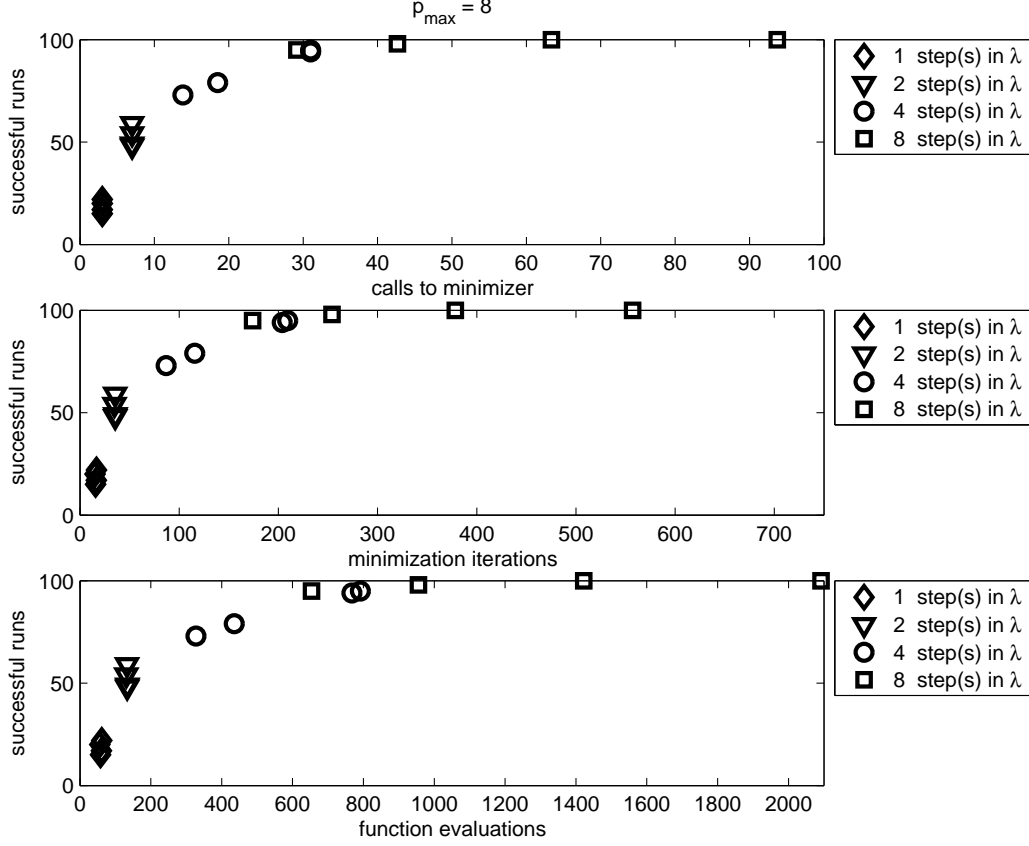 p_max = 8
successful runs
100
50
0
0 10 20 30 40 50 60 70 80 90 100
calls to minimizer
1 step(s) in λ
2 step(s) in λ
4 step(s) in λ
8 step(s) in λ
successful runs
100
50
0
0 100 200 300 400 500 600 700
minimization iterations
1 step(s) in λ
2 step(s) in λ
4 step(s) in λ
8 step(s) in λ
successful runs
100
50
0
0 200 400 600 800 1000 1200 1400 1600 1800 2000
function evaluations
1 step(s) in λ
2 step(s) in λ
4 step(s) in λ
8 step(s) in λ